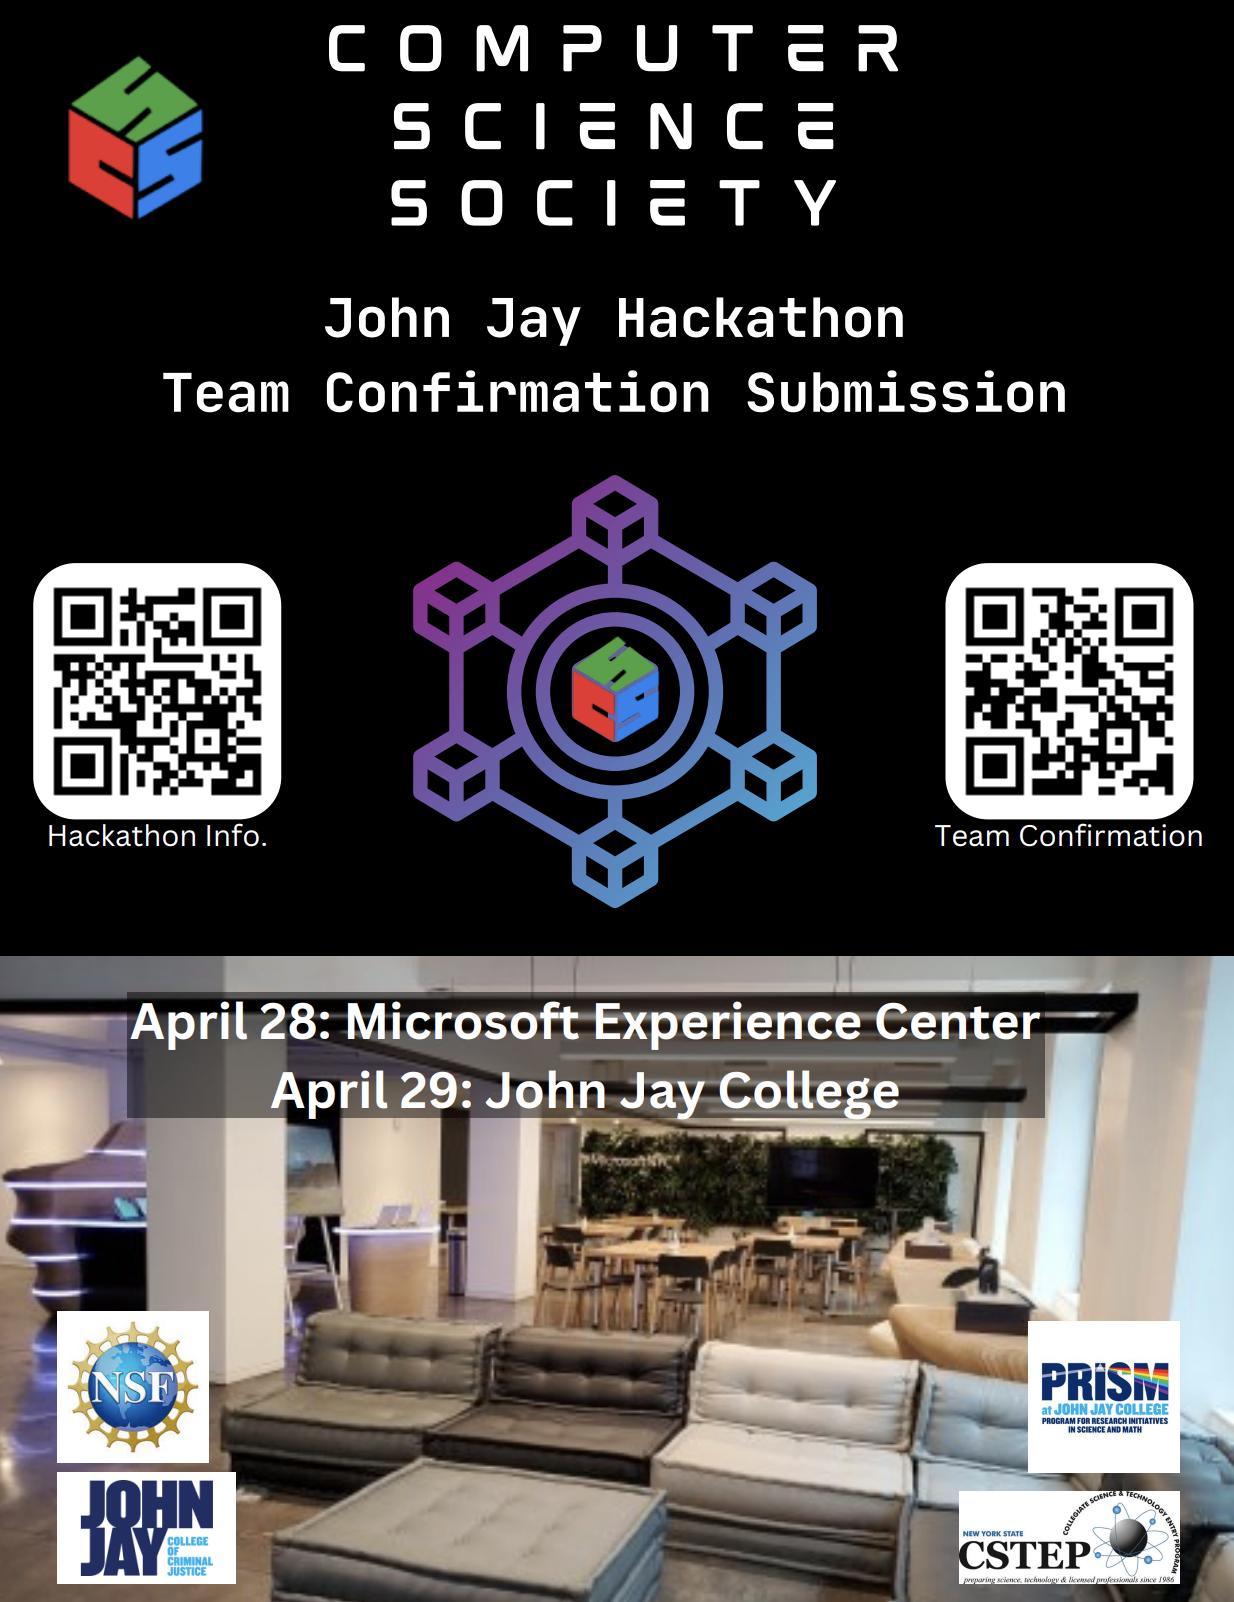 COMPUTER
SCIENCE
SOCIETY
John Jay Hackathon
Team Confirmation Submission
Hackathon Info.
Team Confirmation
April 28: Microsoft Experience Center
April 29: John Jay College
Microsoft NYC
NSF
PRISM
at JOHN JAY COLLEGE
PROGRAM FOR RESEARCH INITIATIVES
IN SCIENCE AND MATH
JOHN
JAY
COLLEGE
OF
CRIMINAL
JUSTICE
COLLEGIATE SCIENCE & TECHNOLOGY ENTRY PROGRAM
NEW YORK STATE
CSTEP
preparing science, technology & licensed professionals since 1986